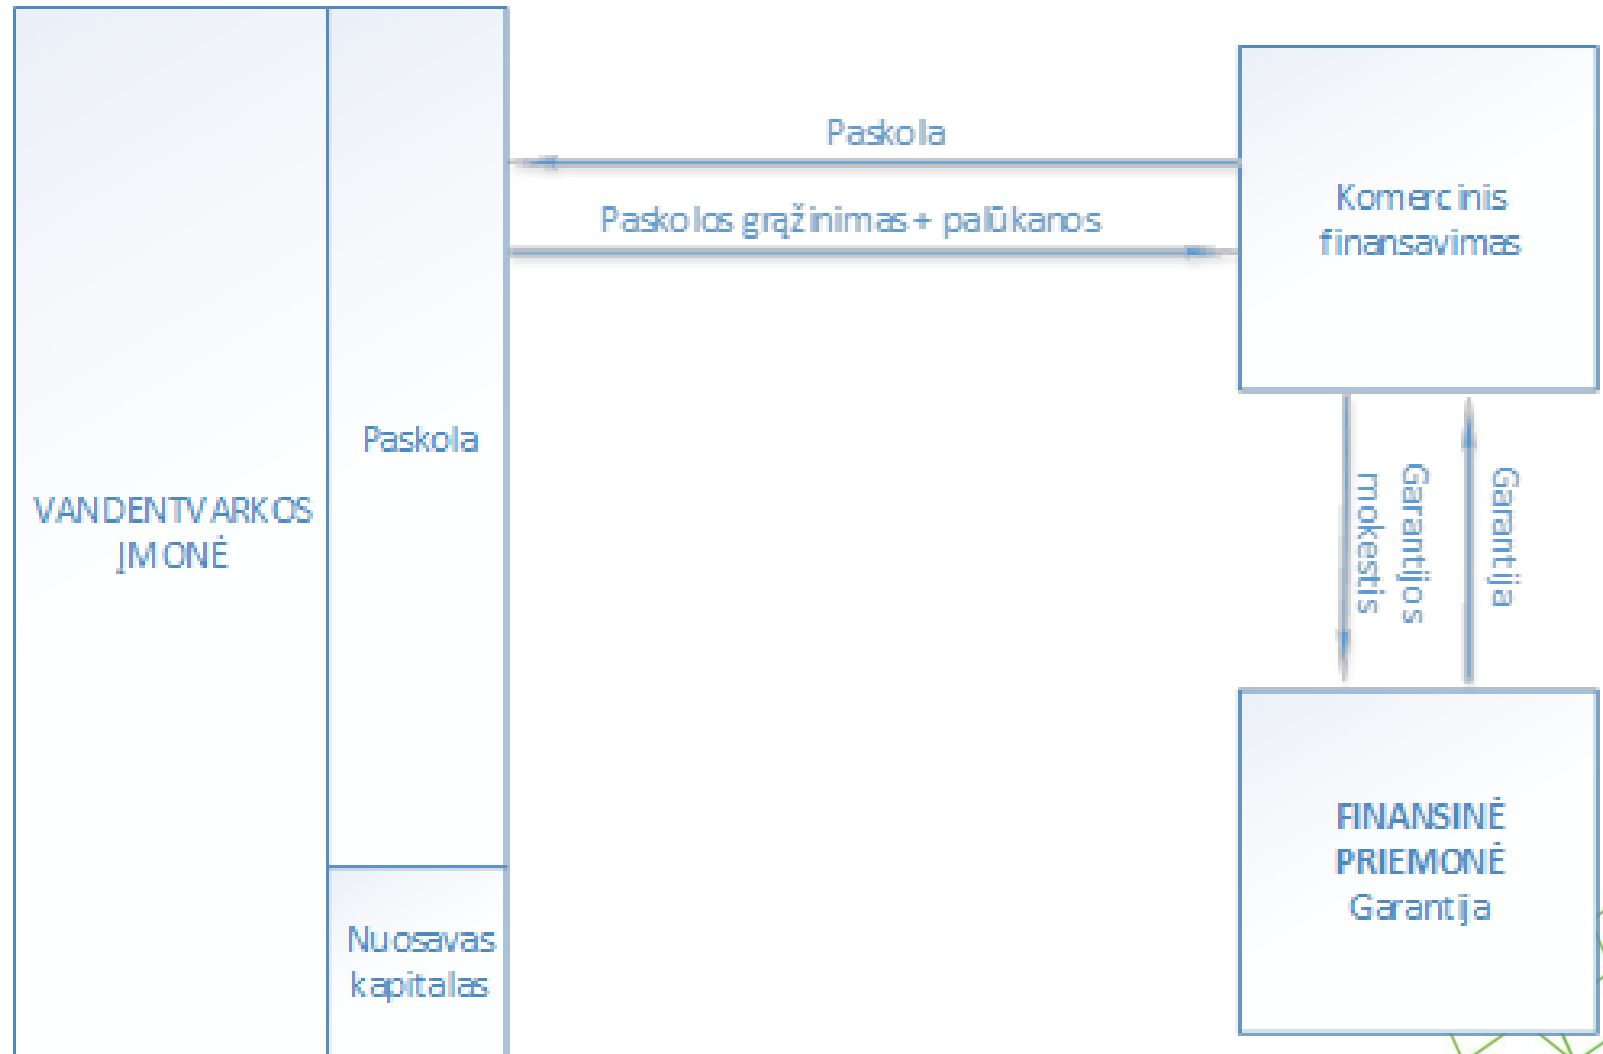 VANDENTVARKOS
ĮMONĖ
Paskola
Nuosavas
kapitalas
Paskola
Paskolos grąžinimas + palūkanos
Komercinis
finansavimas
Garantijos
mokestis
Garantija
FINANSINĖ
PRIEMONĖ
Garantija